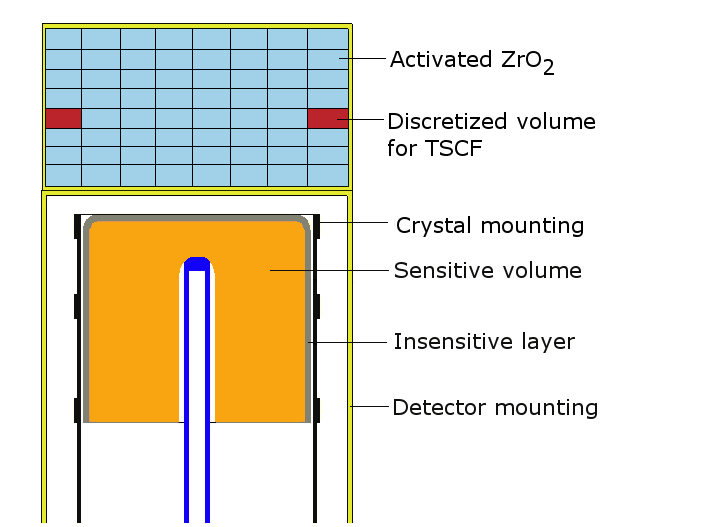 Activated ZrO2
Discretized volume
for TSCF
Crystal mounting
Sensitive volume
Insensitive layer
Detector mounting